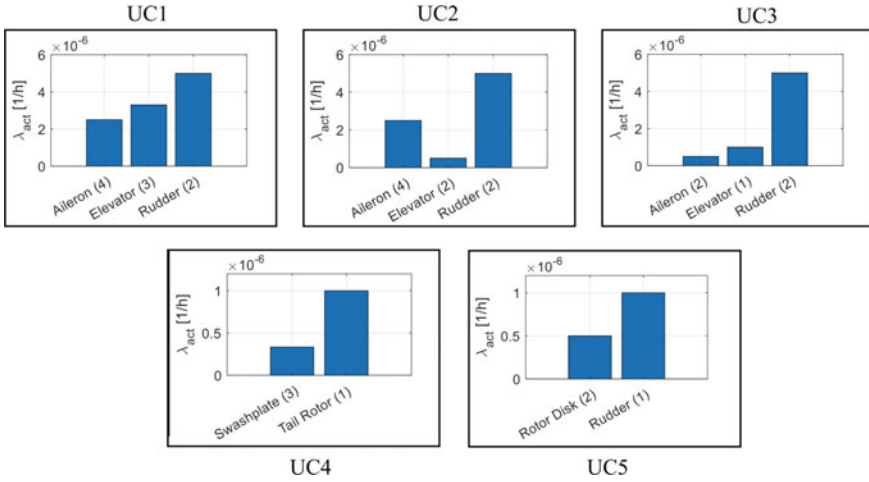 UC1
UC2
UC3
×10⁻⁶
6
4
2
0
λact [1/h]
Aileron (4)
Elevator (3)
Rudder (2)
×10⁻⁶
6
4
2
0
λact [1/h]
Aileron (4)
Elevator (2)
Rudder (2)
×10⁻⁶
6
4
2
0
λact [1/h]
Aileron (2)
Elevator (1)
Rudder (2)
×10⁻⁶
1
0.5
0
λact [1/h]
Swashplate (3)
Tail Rotor (1)
×10⁻⁶
1
0.5
0
λact [1/h]
Rotor Disk (2)
Rudder (1)
UC4
UC5